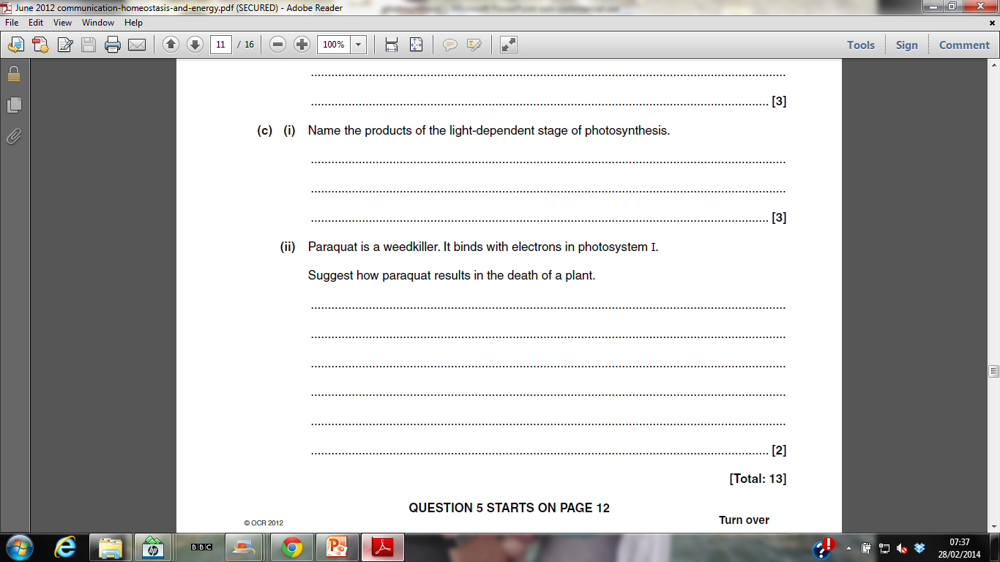 June 2012 communication-homeostasis-and-energy.pdf (SECURED) - Adobe Reader
File Edit View Window Help
11 / 16 100% Tools Sign Comment
[3]
(c) (i) Name the products of the light-dependent stage of photosynthesis.
[3]
(ii) Paraquat is a weedkiller. It binds with electrons in photosystem I.
Suggest how paraquat results in the death of a plant.
[2]
[Total: 13]
QUESTION 5 STARTS ON PAGE 12
© OCR 2012 Turn over
hp BBC 07:37
28/02/2014